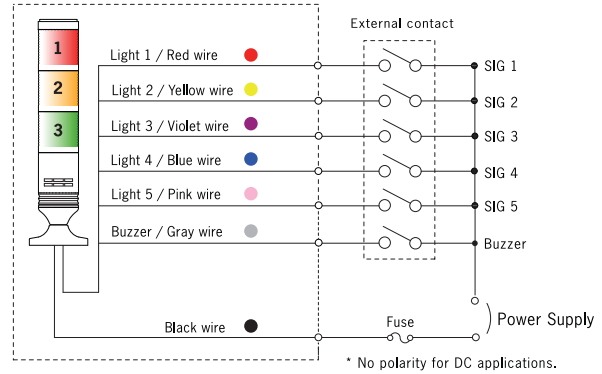 External contact
1
2
3
Light 1 / Red wire
SIG 1
Light 2 / Yellow wire
SIG 2
Light 3 / Violet wire
SIG 3
Light 4 / Blue wire
SIG 4
Light 5 / Pink wire
SIG 5
Buzzer / Gray wire
Buzzer
Black wire
Fuse
Power Supply
* No polarity for DC applications.